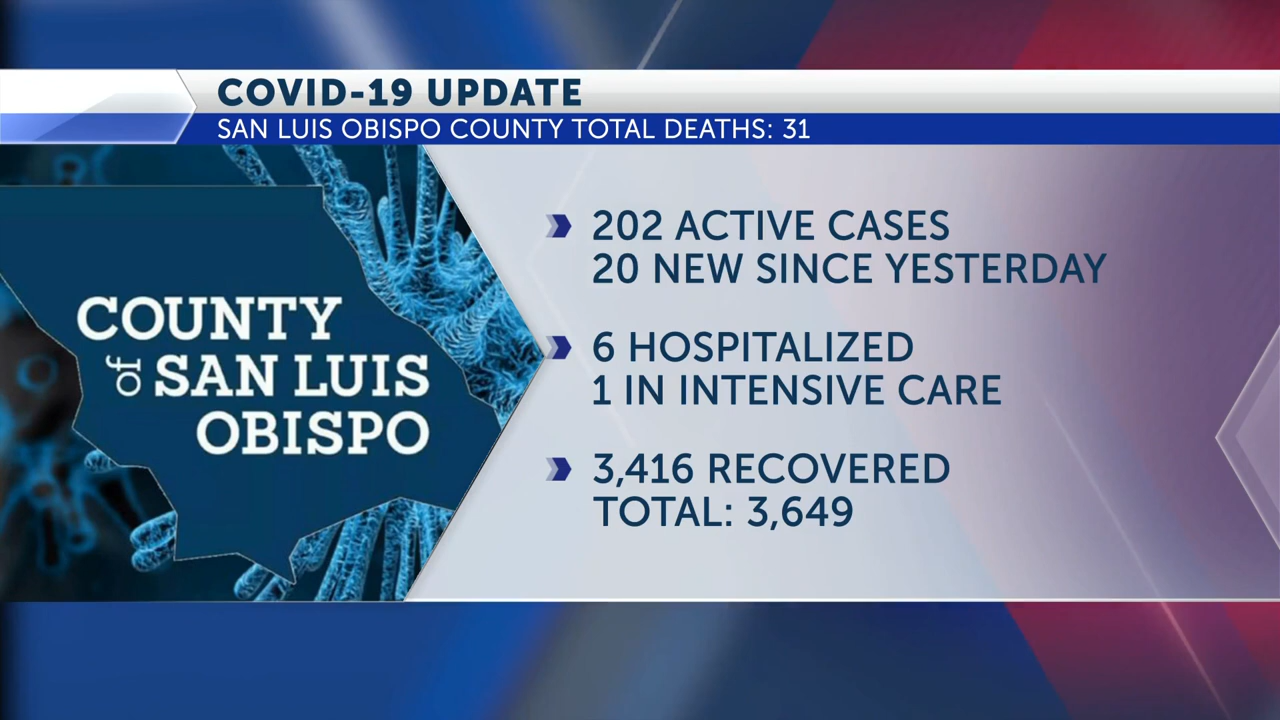 COVID-19 UPDATE
SAN LUIS OBISPO COUNTY TOTAL DEATHS: 31
COUNTY
of SAN LUIS
OBISPO
202 ACTIVE CASES
20 NEW SINCE YESTERDAY
6 HOSPITALIZED
1 IN INTENSIVE CARE
3,416 RECOVERED
TOTAL: 3,649